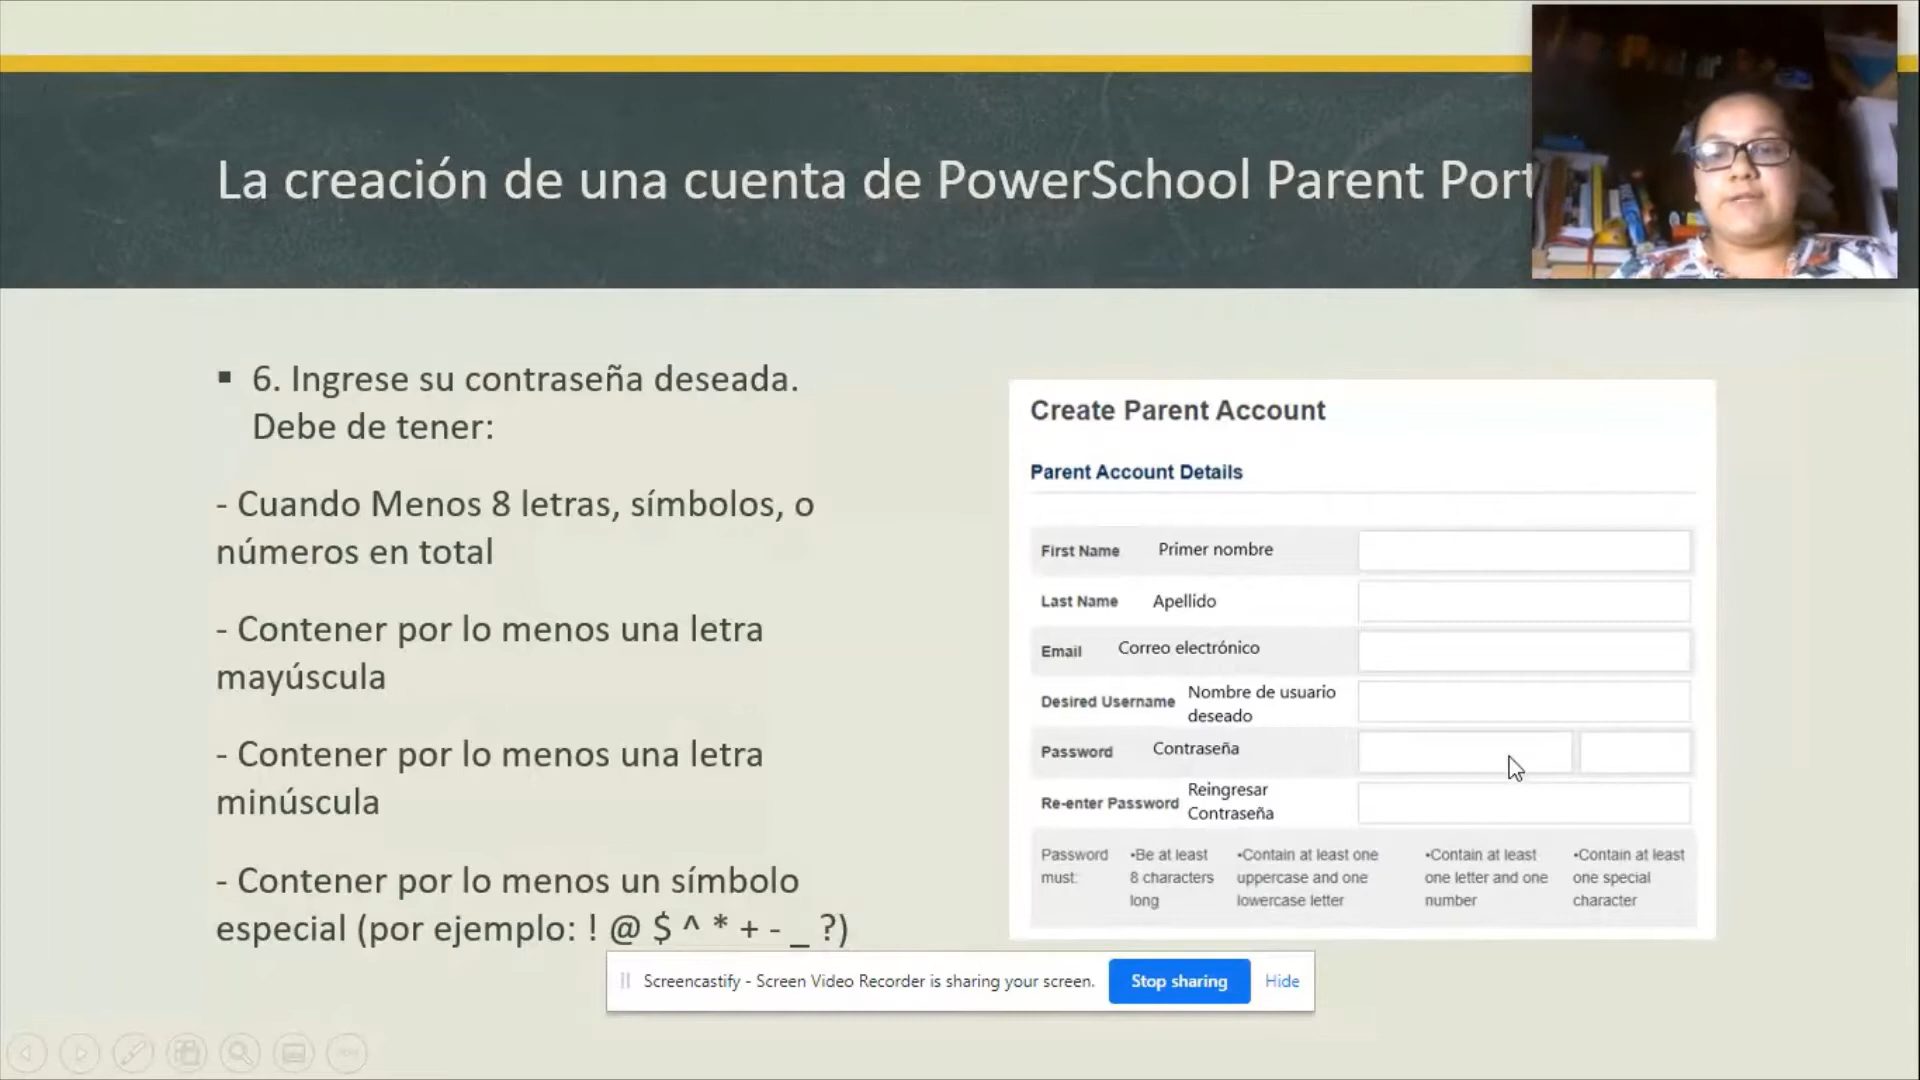 La creación de una cuenta de PowerSchool Parent Port
▪ 6. Ingrese su contraseña deseada.
Debe de tener:
- Cuando Menos 8 letras, símbolos, o
números en total
- Contener por lo menos una letra
mayúscula
- Contener por lo menos una letra
minúscula
- Contener por lo menos un símbolo
especial (por ejemplo: ! @ $ ^ * + - _ ?)
Create Parent Account
Parent Account Details
First Name Primer nombre
Last Name Apellido
Email Correo electrónico
Desired Username Nombre de usuario
deseado
Password Contraseña
Re-enter Password Reingresar
Contraseña
Password must:
•Be at least
8 characters
long
•Contain at least one
uppercase and one
lowercase letter
•Contain at least
one letter and one
number
•Contain at least
one special
character
Screencastify - Screen Video Recorder is sharing your screen. Stop sharing Hide